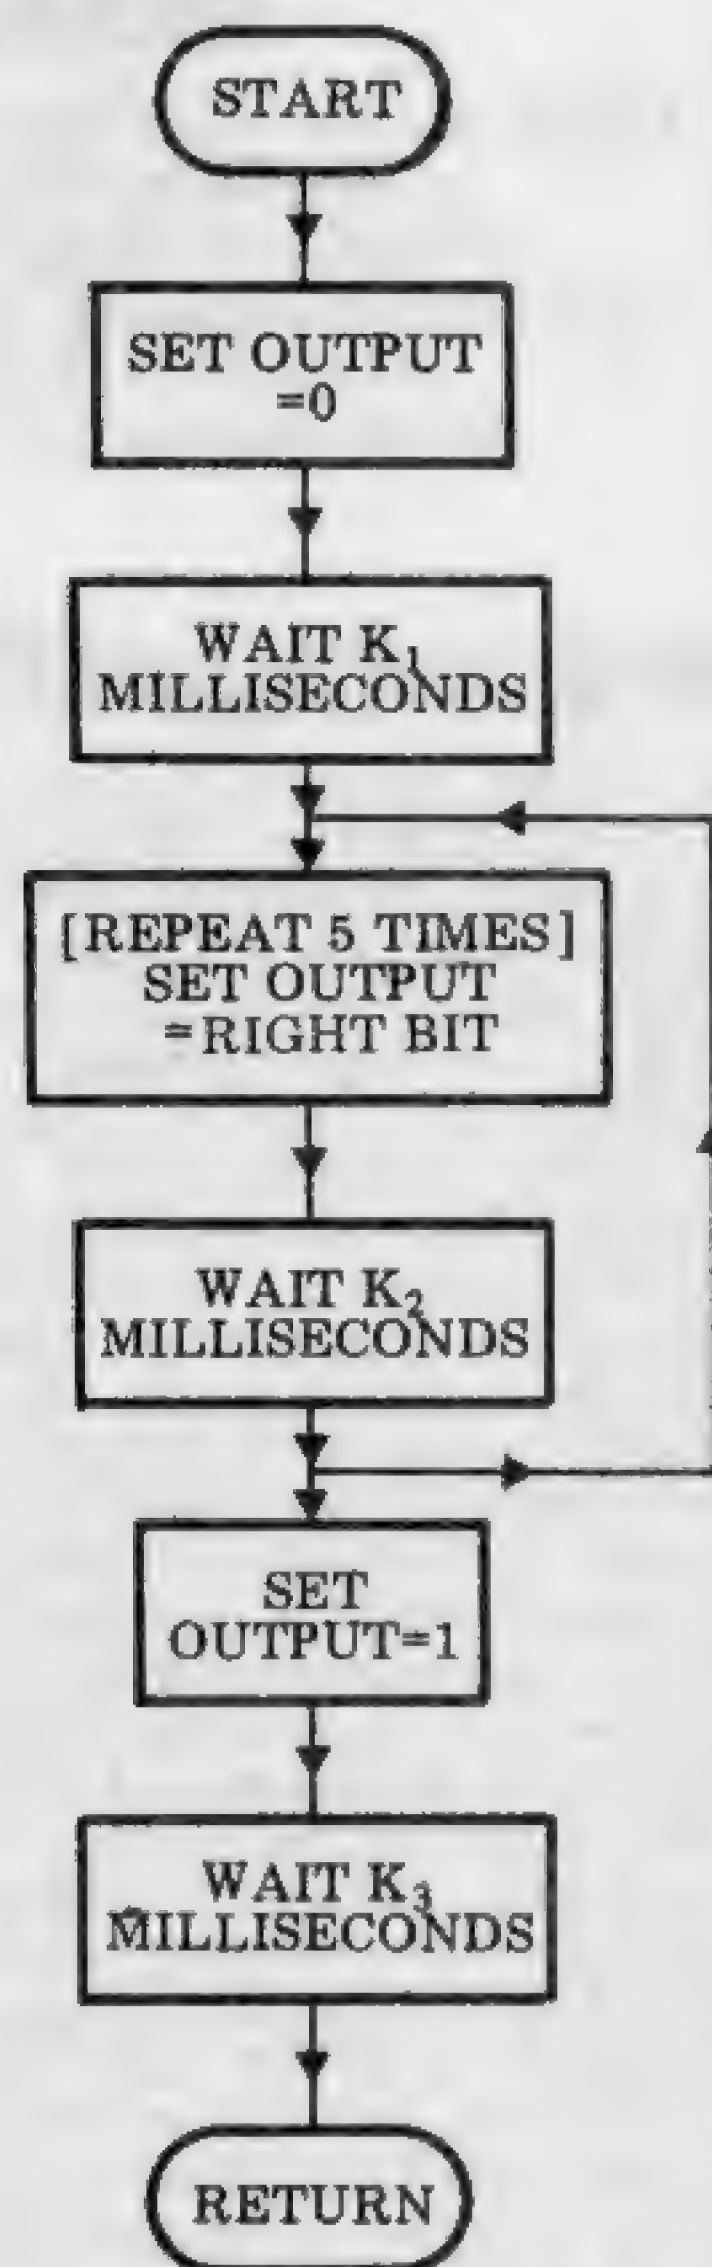 START
SET OUTPUT
=0
WAIT K₁
MILLISECONDS
[REPEAT 5 TIMES]
SET OUTPUT
=RIGHT BIT
WAIT K₂
MILLISECONDS
SET
OUTPUT=1
WAIT K₃
MILLISECONDS
RETURN